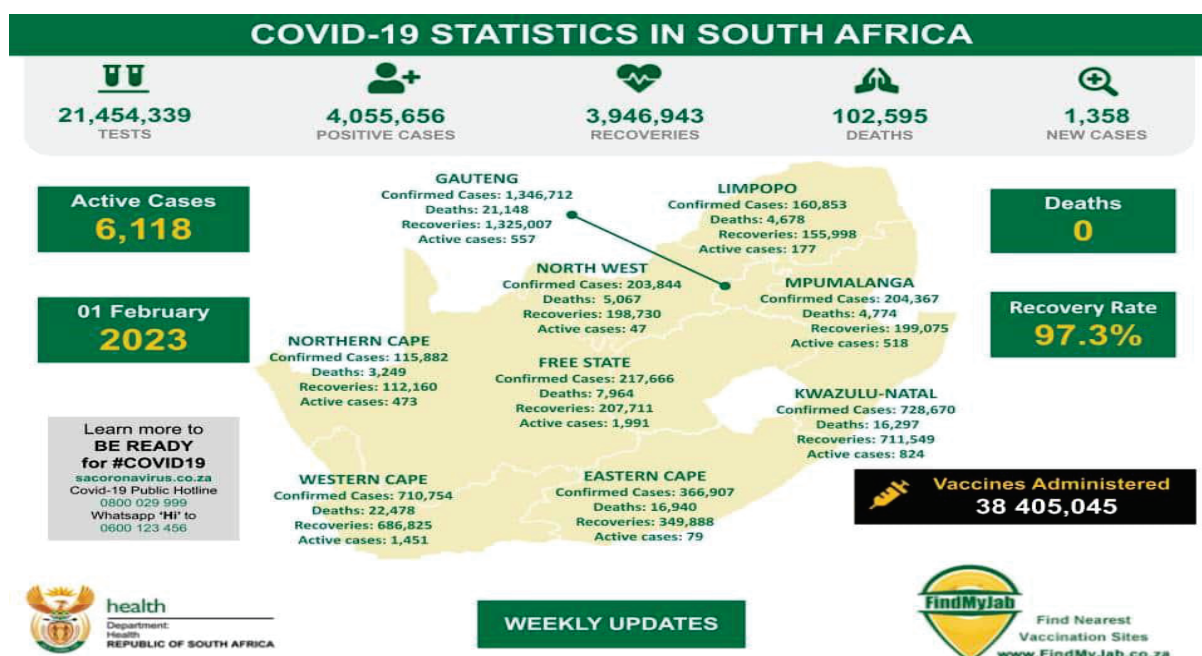 COVID-19 STATISTICS IN SOUTH AFRICA
21,454,339
TESTS
4,055,656
POSITIVE CASES
3,946,943
RECOVERIES
102,595
DEATHS
1,358
NEW CASES
Active Cases
6,118
01 February
2023
GAUTENG
Confirmed Cases: 1,346,712
Deaths: 21,148
Recoveries: 1,325,007
Active cases: 557
LIMPOPO
Confirmed Cases: 160,853
Deaths: 4,678
Recoveries: 155,998
Active cases: 177
Deaths
0
Recovery Rate
97.3%
NORTH WEST
Confirmed Cases: 203,844
Deaths: 5,067
Recoveries: 198,730
Active cases: 47
MPUMALANGA
Confirmed Cases: 204,367
Deaths: 4,774
Recoveries: 199,075
Active cases: 518
NORTHERN CAPE
Confirmed Cases: 115,882
Deaths: 3,249
Recoveries: 112,160
Active cases: 473
FREE STATE
Confirmed Cases: 217,666
Deaths: 7,964
Recoveries: 207,711
Active cases: 1,991
KWAZULU-NATAL
Confirmed Cases: 728,670
Deaths: 16,297
Recoveries: 711,549
Active cases: 824
Learn more to
BE READY
for #COVID19
sacoronavirus.co.za
Covid-19 Public Hotline
0800 029 999
Whatsapp ‘Hi’ to
0600 123 456
WESTERN CAPE
Confirmed Cases: 710,754
Deaths: 22,478
Recoveries: 686,825
Active cases: 1,451
EASTERN CAPE
Confirmed Cases: 366,907
Deaths: 16,940
Recoveries: 349,888
Active cases: 79
Vaccines Administered
38 405,045
health
Department:
Health
REPUBLIC OF SOUTH AFRICA
WEEKLY UPDATES
FindMyJab
Find Nearest
Vaccination Sites
www.FindMyJab.co.za